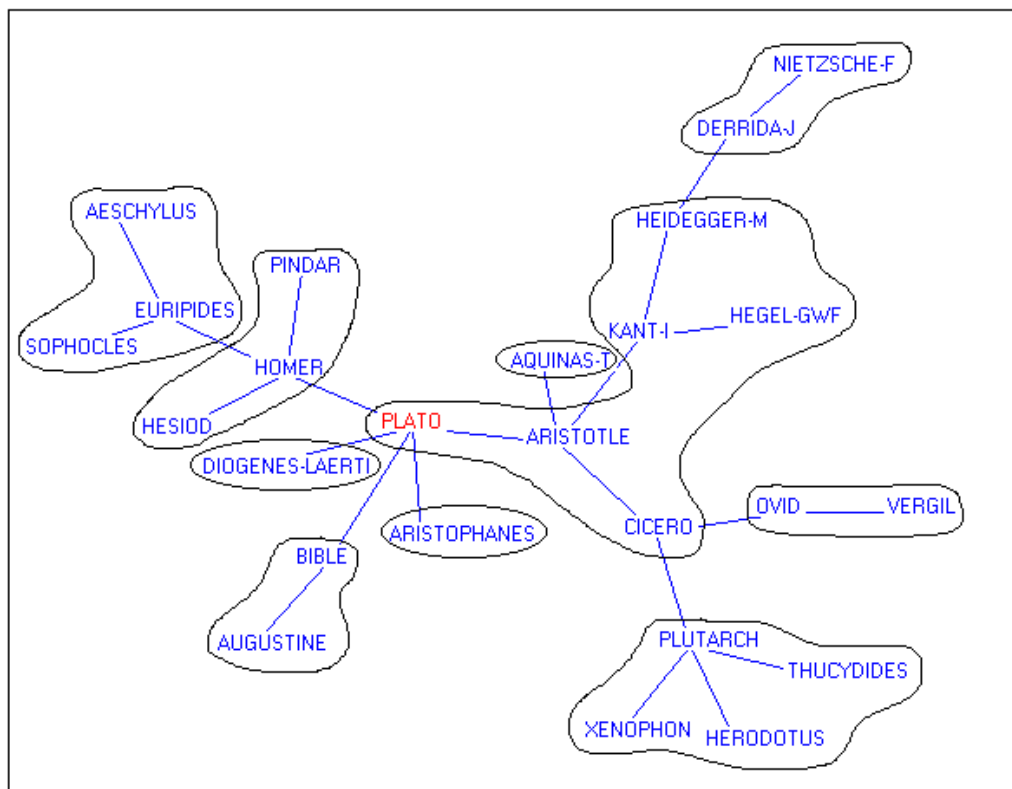 NIETZSCHE-F
DERRIDA-J
AESCHYLUS
HEIDEGGER-M
PINDAR
EURIPIDES
HEGEL-GWF
KANT-I
SOPHOCLES
HOMER
AQUINAS-T
HESIOD
PLATO
ARISTOTLE
DIOGENES-LAERTI
OVID
VERGIL
CICERO
ARISTOPHANES
BIBLE
AUGUSTINE
PLUTARCH
THUCYDIDES
XENOPHON
HERODOTUS